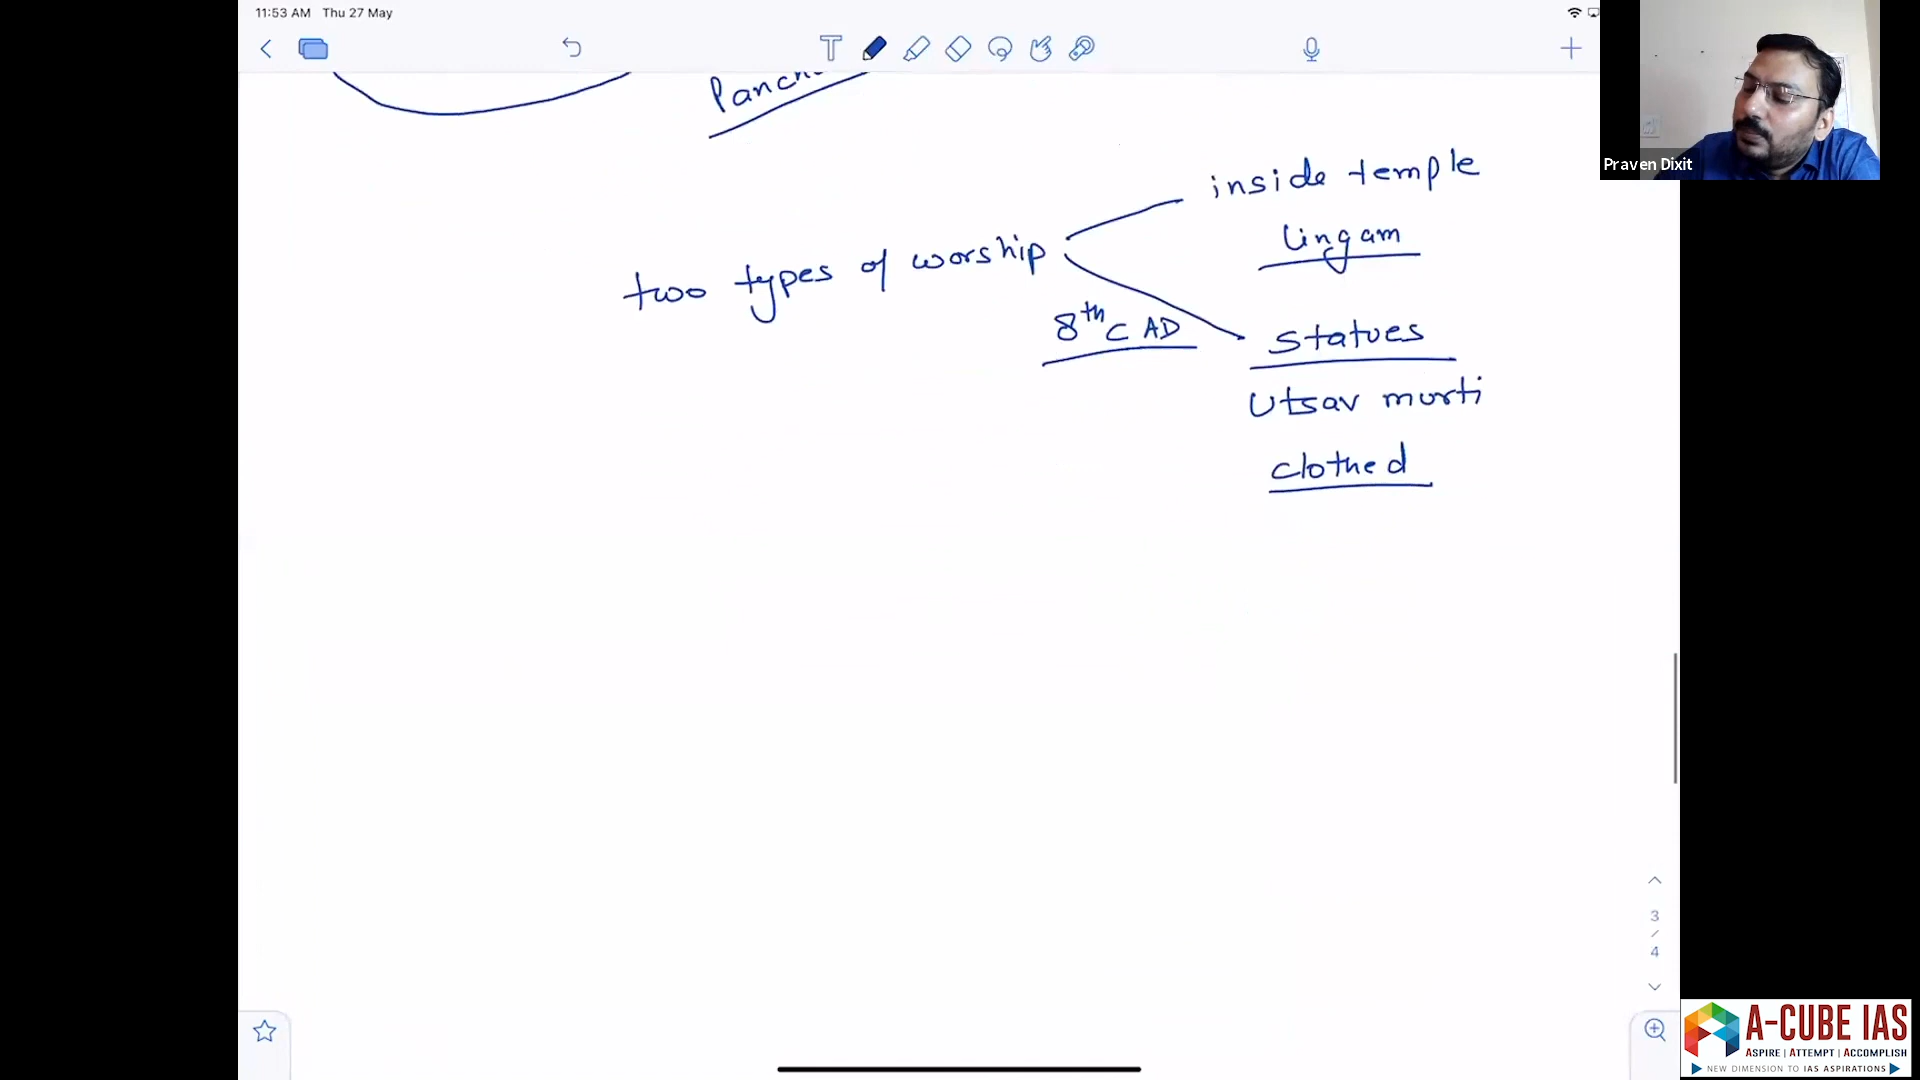 11:53 AM Thu 27 May
T
inside temple
Lingam
two types of worship
8th C AD
statues
Utsav murti
clothed
Praven Dixit
3
/
4
A-CUBE IAS
ASPIRE | ATTEMPT | ACCOMPLISH
NEW DIMENSION TO IAS ASPIRATIONS